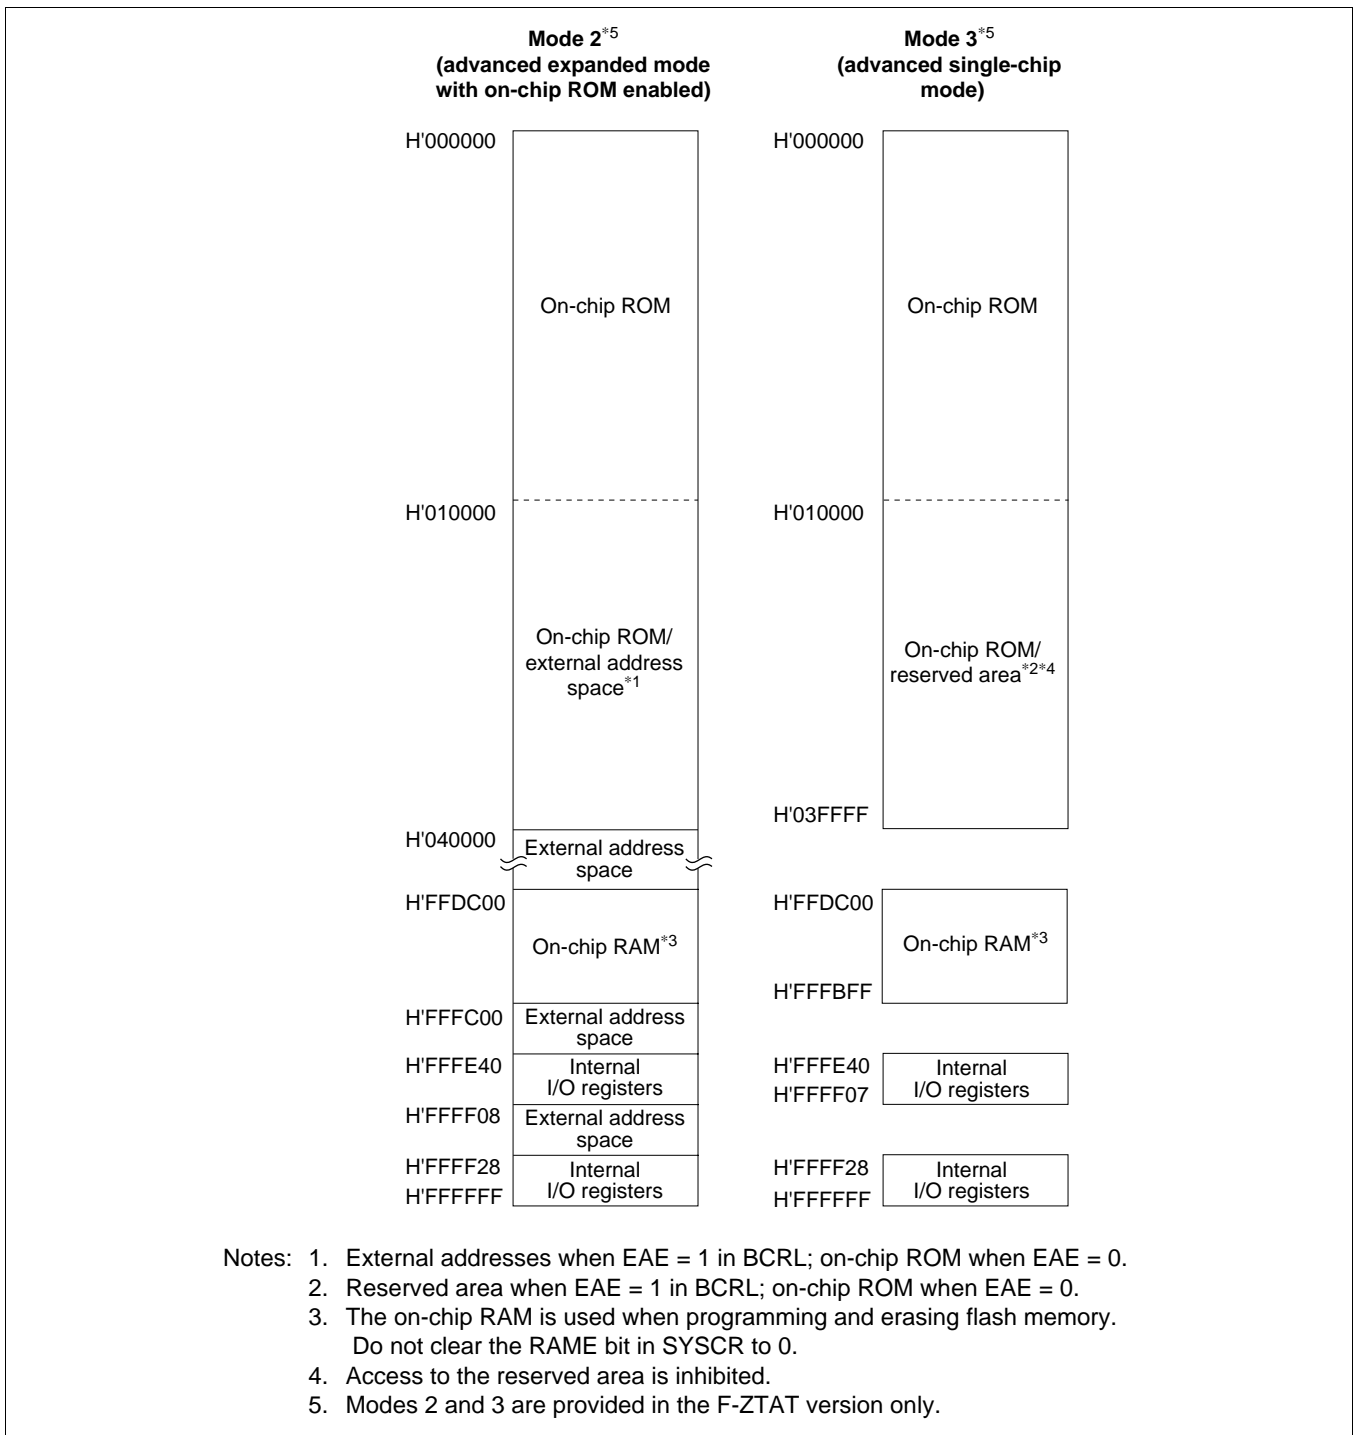 Mode 2*5
(advanced expanded mode
with on-chip ROM enabled)
H'000000
On-chip ROM
H'010000
On-chip ROM/
external address
space*1
H'040000
External address
space
H'FFDC00
On-chip RAM*3
H'FFFC00
External address
space
H'FFFE40
Internal
I/O registers
H'FFFF08
External address
space
H'FFFF28
Internal
I/O registers
H'FFFFFF
Mode 3*5
(advanced single-chip
mode)
H'000000
On-chip ROM
H'010000
On-chip ROM/
reserved area*2*4
H'03FFFF
H'FFDC00
On-chip RAM*3
H'FFFBFF
H'FFFE40
Internal
I/O registers
H'FFFF07
H'FFFF28
Internal
I/O registers
H'FFFFFF
Notes: 1. External addresses when EAE = 1 in BCRL; on-chip ROM when EAE = 0.
2. Reserved area when EAE = 1 in BCRL; on-chip ROM when EAE = 0.
3. The on-chip RAM is used when programming and erasing flash memory.
Do not clear the RAME bit in SYSCR to 0.
4. Access to the reserved area is inhibited.
5. Modes 2 and 3 are provided in the F-ZTAT version only.